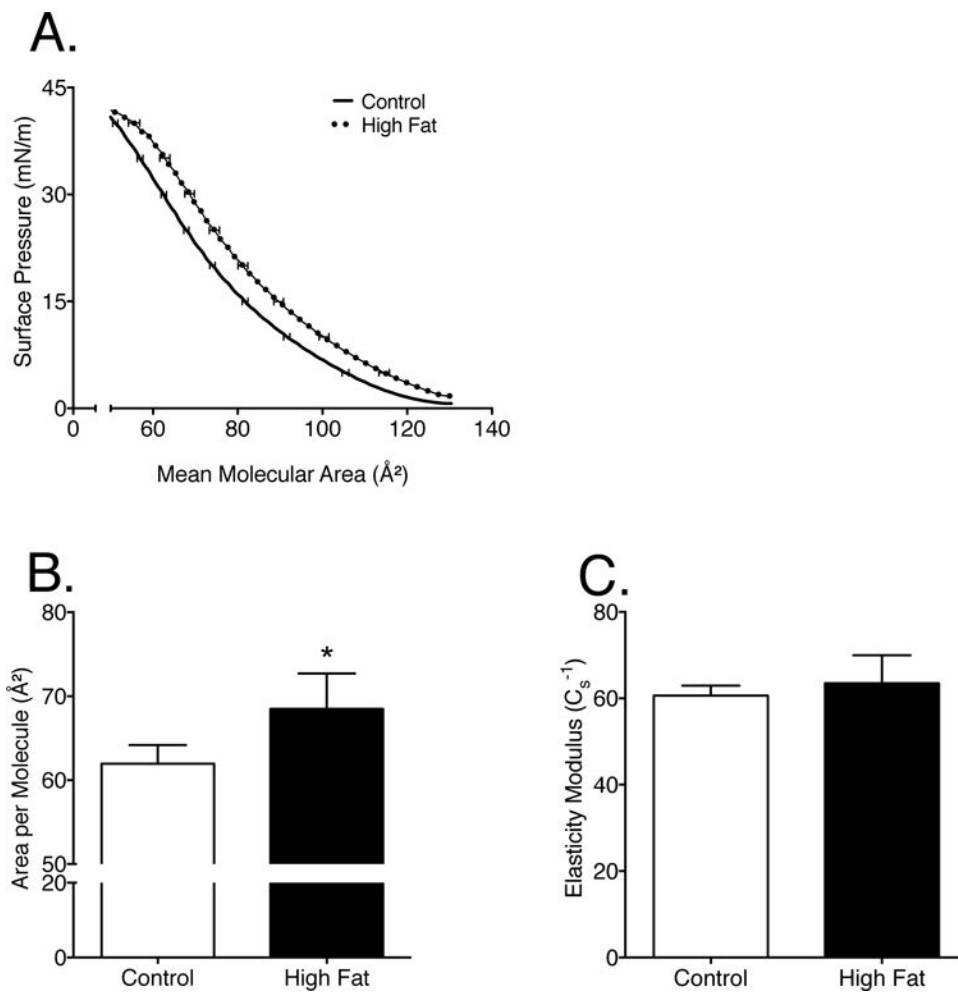 A.
45
30
15
0
Surface Pressure (mN/m)
Control
High Fat
0
60
80
100
120
140
Mean Molecular Area (Å²)
B.
80
70
60
50
20
0
Area per Molecule (Å²)
*
Control
High Fat
C.
80
60
40
20
0
Elasticity Modulus (Cₛ⁻¹)
Control
High Fat